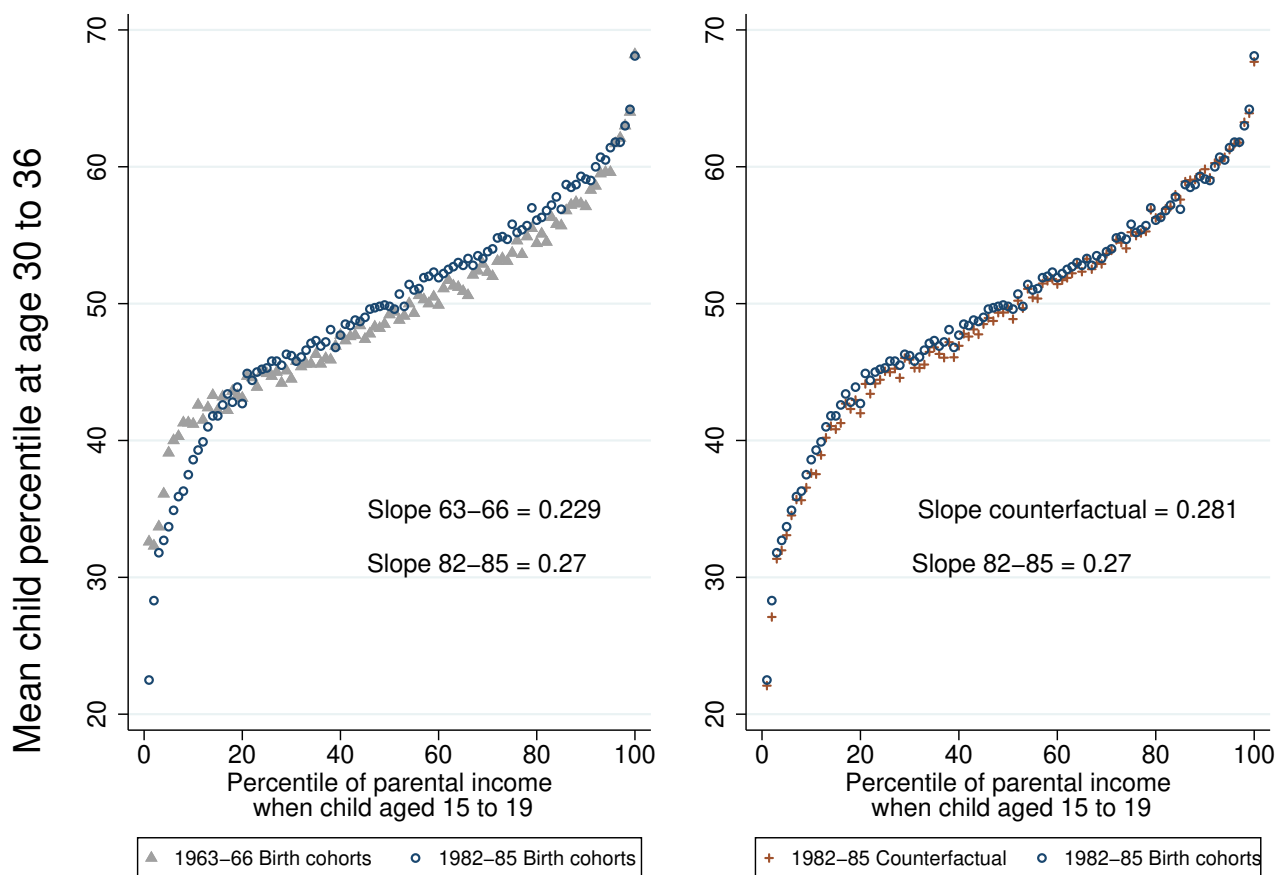 Mean child percentile at age 30 to 36
70
60
50
40
30
20
Slope 63−66 = 0.229
Slope 82−85 = 0.27
0 20 40 60 80 100
Percentile of parental income
when child aged 15 to 19
1963−66 Birth cohorts 1982−85 Birth cohorts
70
60
50
40
30
20
Slope counterfactual = 0.281
Slope 82−85 = 0.27
0 20 40 60 80 100
Percentile of parental income
when child aged 15 to 19
1982−85 Counterfactual 1982−85 Birth cohorts